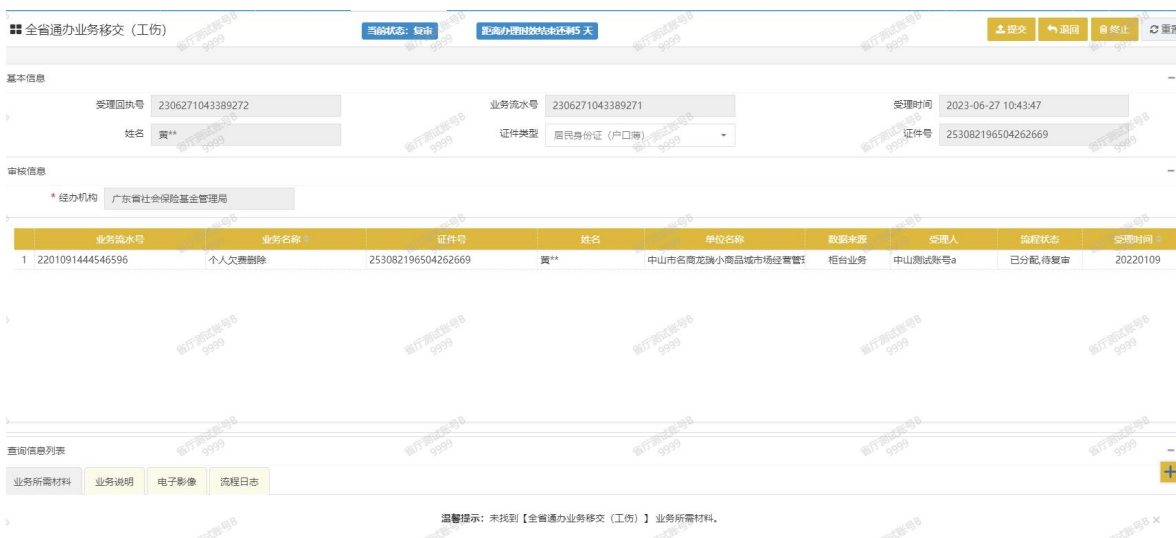 全省通办业务移交（工伤） 当前状态：复审 距离办理时效结束还剩5 天 提交 退回 终止 重置
基本信息
受理回执号 2306271043389272 业务流水号 2306271043389271 受理时间 2023-06-27 10:43:47
姓名 黄** 证件类型 居民身份证（户口簿） 证件号 253082196504262669
审核信息
* 经办机构 广东省社会保险基金管理局
业务流水号 业务名称 证件号 姓名 单位名称 数据来源 受理人 流程状态 受理时间
1 2201091444546596 个人欠费删除 253082196504262669 黄** 中山市名商龙瑞小商品城市场经营管理 柜台业务 中山测试账号a 已分配,待复审 20220109
查询信息列表
业务所需材料 业务说明 电子影像 流程日志
温馨提示：未找到【全省通办业务移交（工伤）】业务所需材料。
省厅测试账号B
9999